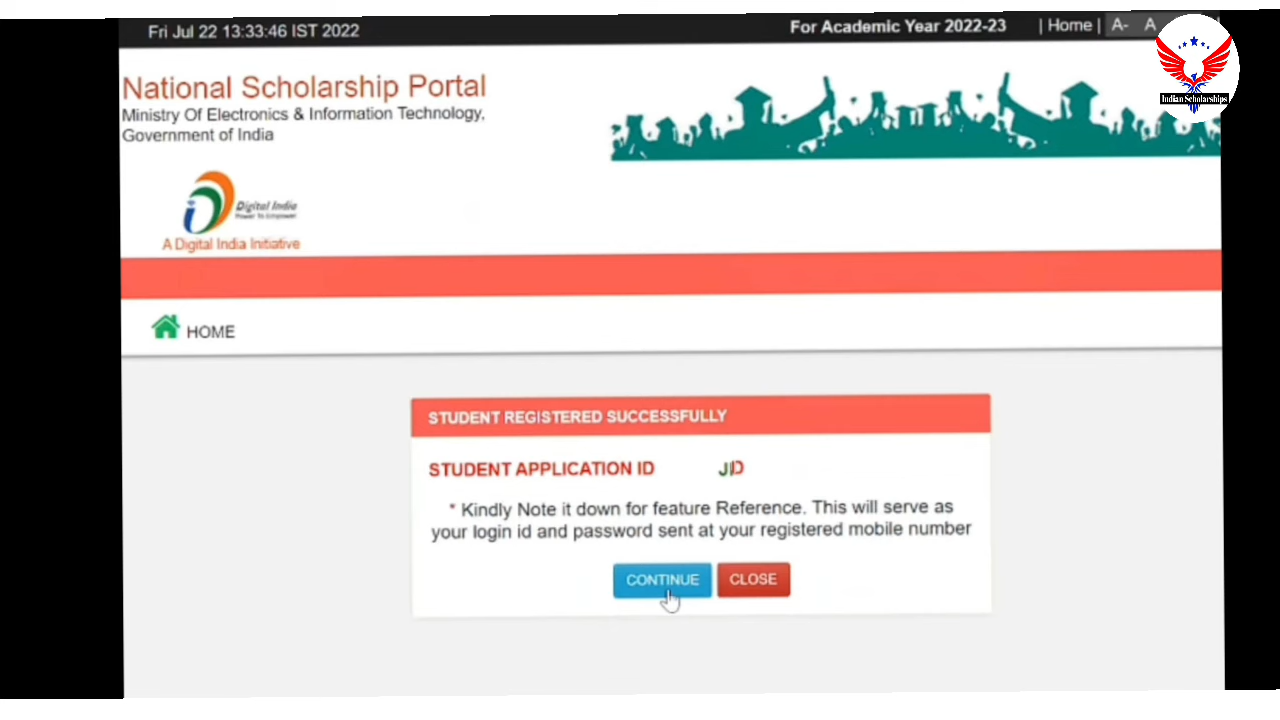 Fri Jul 22 13:33:46 IST 2022
For Academic Year 2022-23 | Home | A- A
Indian Scholarships
National Scholarship Portal
Ministry Of Electronics & Information Technology,
Government of India
Digital India
Power To Empower
A Digital India Initiative
HOME
STUDENT REGISTERED SUCCESSFULLY
STUDENT APPLICATION ID
* Kindly Note it down for feature Reference. This will serve as
your login id and password sent at your registered mobile number
CONTINUE CLOSE